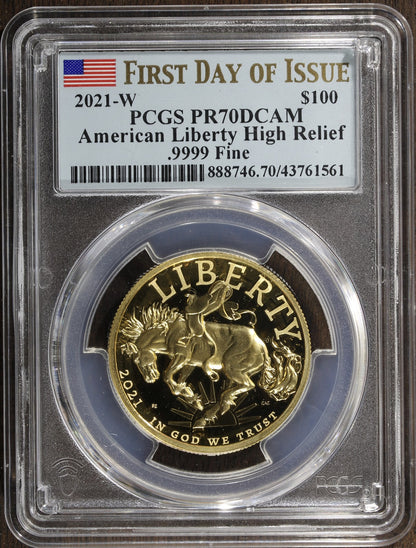 FIRST DAY OF ISSUE
2021-W $100
PCGS PR70DCAM
American Liberty High Relief
.9999 Fine
888746.70/43761561
LIBERTY
2021
IN GOD WE TRUST
PCGS